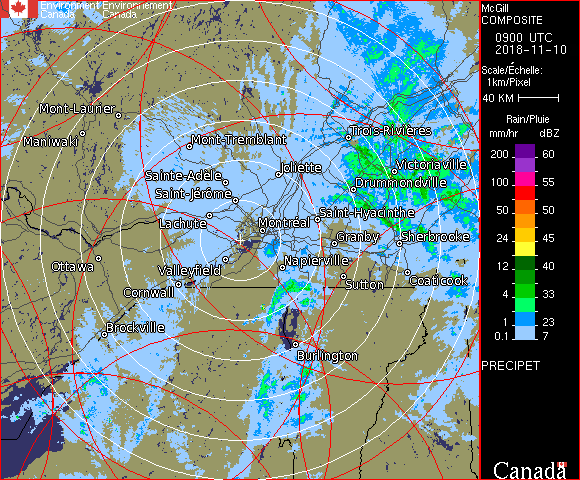 Environment Environnement
Canada Canada
McGill
COMPOSITE
0900 UTC
2018-11-10
Scale/Échelle:
1km/Pixel
40 KM
Rain/Pluie
mm/hr dBZ
200 60
100 55
50 50
24 45
12 40
4 33
1 23
0.1 7
PRECIPET
Canada
Mont-Laurier
Maniwaki
Mont-Tremblant
Trois-Rivières
Joliette
Victoriaville
Sainte-Adèle
Drummondville
Saint-Jérôme
Lachute
Montréal
Saint-Hyacinthe
Granby
Sherbrooke
Ottawa
Valleyfield
Napierville
Cornwall
Sutton
Coaticook
Brockville
Burlington